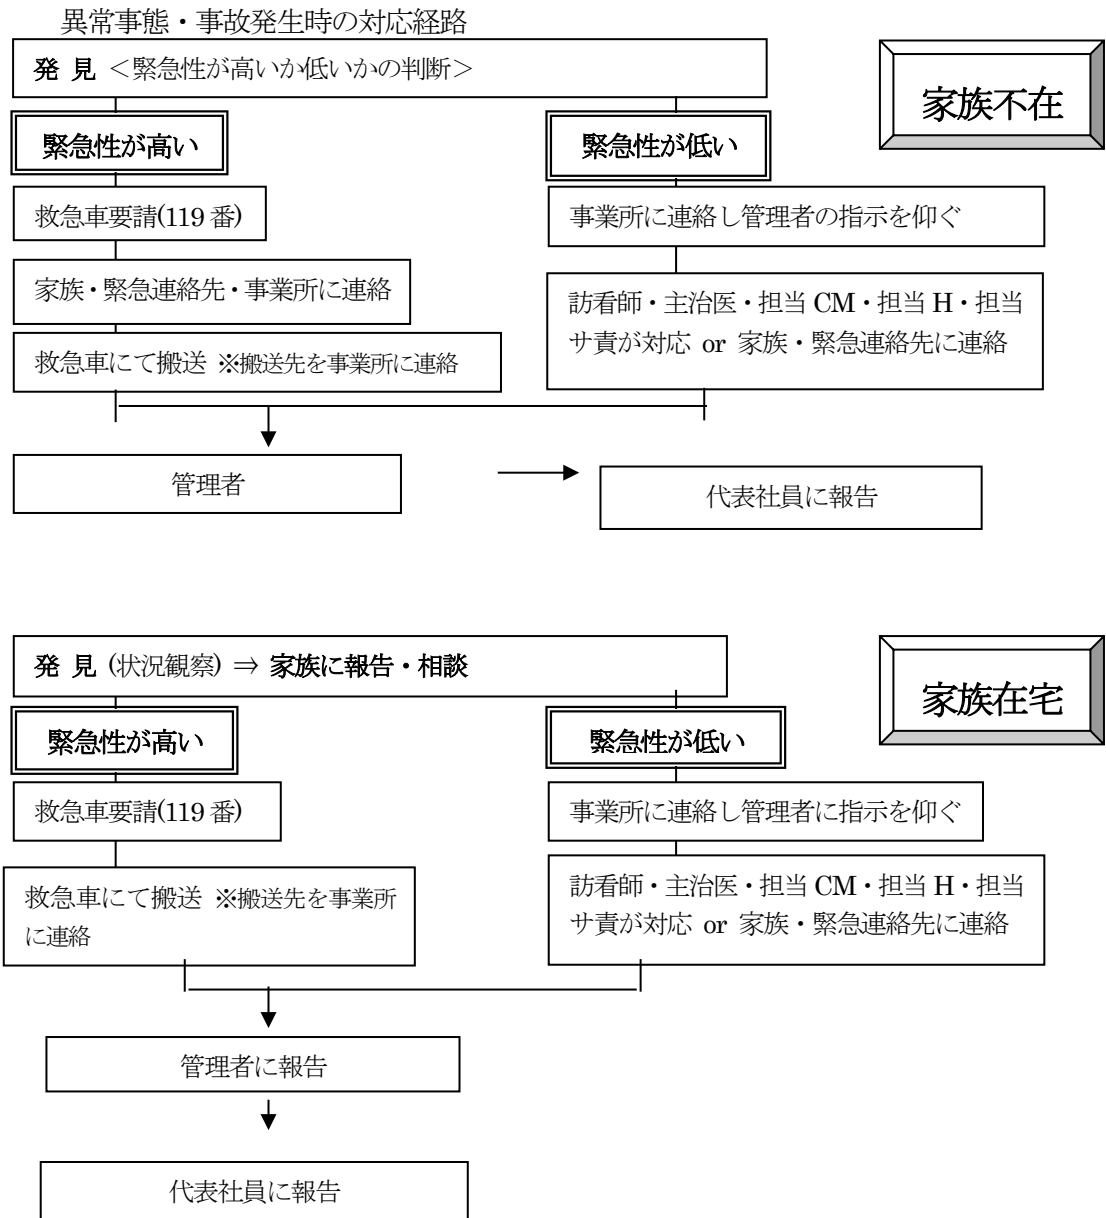 異常事態・事故発生時の対応経路
発 見 ＜緊急性が高いか低いかの判断＞
家族不在
緊急性が高い
緊急性が低い
救急車要請(119 番)
事業所に連絡し管理者の指示を仰ぐ
家族・緊急連絡先・事業所に連絡
訪看師・主治医・担当 CM・担当 H・担当
サ責が対応 or 家族・緊急連絡先に連絡
救急車にて搬送 ※搬送先を事業所に連絡
管理者
代表社員に報告
発 見 (状況観察) ⇒ 家族に報告・相談
家族在宅
緊急性が高い
緊急性が低い
救急車要請(119 番)
事業所に連絡し管理者に指示を仰ぐ
救急車にて搬送 ※搬送先を事業所
に連絡
訪看師・主治医・担当 CM・担当 H・担当
サ責が対応 or 家族・緊急連絡先に連絡
管理者に報告
代表社員に報告